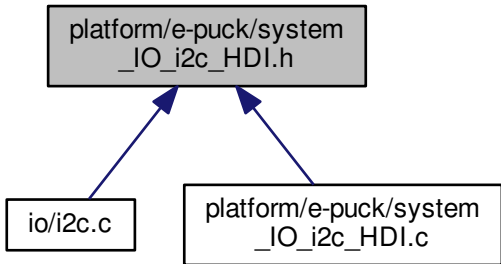 platform/e-puck/system
_IO_i2c_HDI.h
io/i2c.c
platform/e-puck/system
_IO_i2c_HDI.c